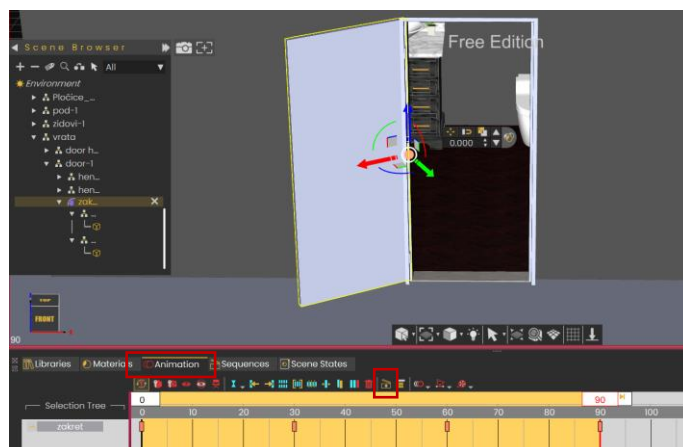 Scene Browser
Free Edition
All
Environment
Pločice_...
pod-1
zidovi-1
vrata
door h...
door-1
hen...
hen...
zak...
...
...
0.000
FRONT
90
Libraries
Materials
Animation
Sequences
Scene States
0
90
Selection Tree
0 10 20 30 40 50 60 70 80 90 100
zakret